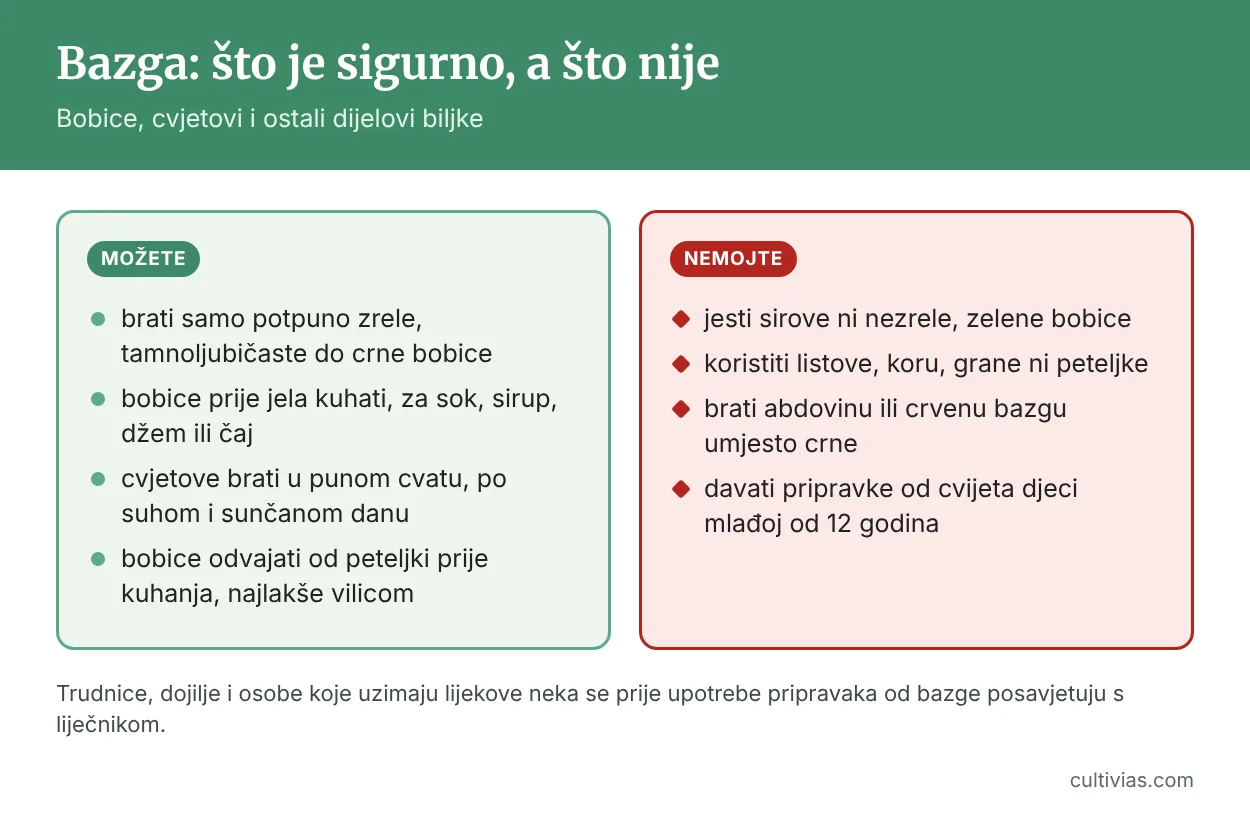 Bazga: što je sigurno, a što nije
Bobice, cvjetovi i ostali dijelovi biljke
MOŽETE
brati samo potpuno zrele,
tamnoljubičaste do crne bobice
bobice prije jela kuhati, za sok, sirup,
džem ili čaj
cvjetove brati u punom cvatu, po
suhom i sunčanom danu
bobice odvajati od peteljki prije
kuhanja, najlakše vilicom
NEMOJTE
jesti sirove ni nezrele, zelene bobice
koristiti listove, koru, grane ni peteljke
brati abdovinu ili crvenu bazgu
umjesto crne
davati pripravke od cvijeta djeci
mlađoj od 12 godina
Trudnice, dojilje i osobe koje uzimaju lijekove neka se prije upotrebe pripravaka od bazge posavjetuju s
liječnikom.
cultivias.com